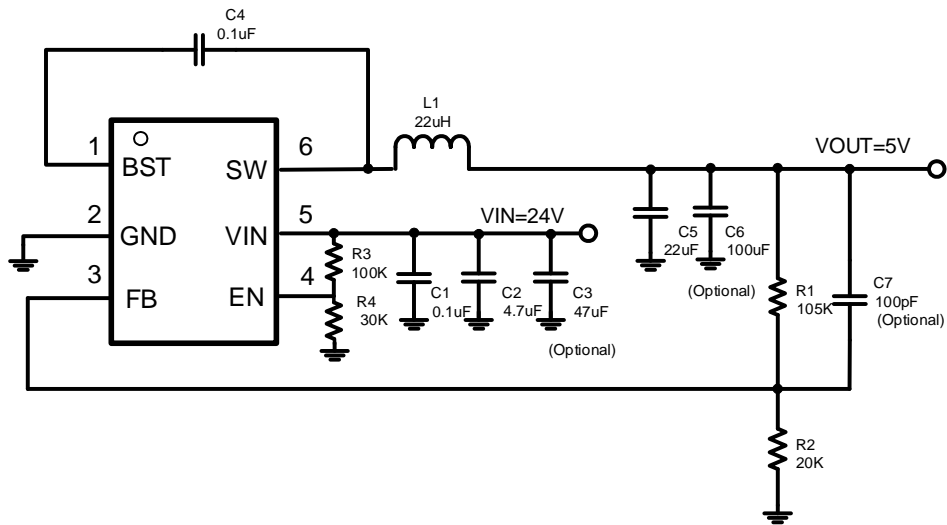 C4
0.1uF
L1
22uH
1
BST
6
SW
VOUT=5V
2
GND
5
VIN
VIN=24V
3
FB
4
EN
R3
100K
R4
30K
C1
0.1uF
C2
4.7uF
C3
47uF
(Optional)
C5
22uF
C6
100uF
(Optional)
R1
105K
C7
100pF
(Optional)
R2
20K